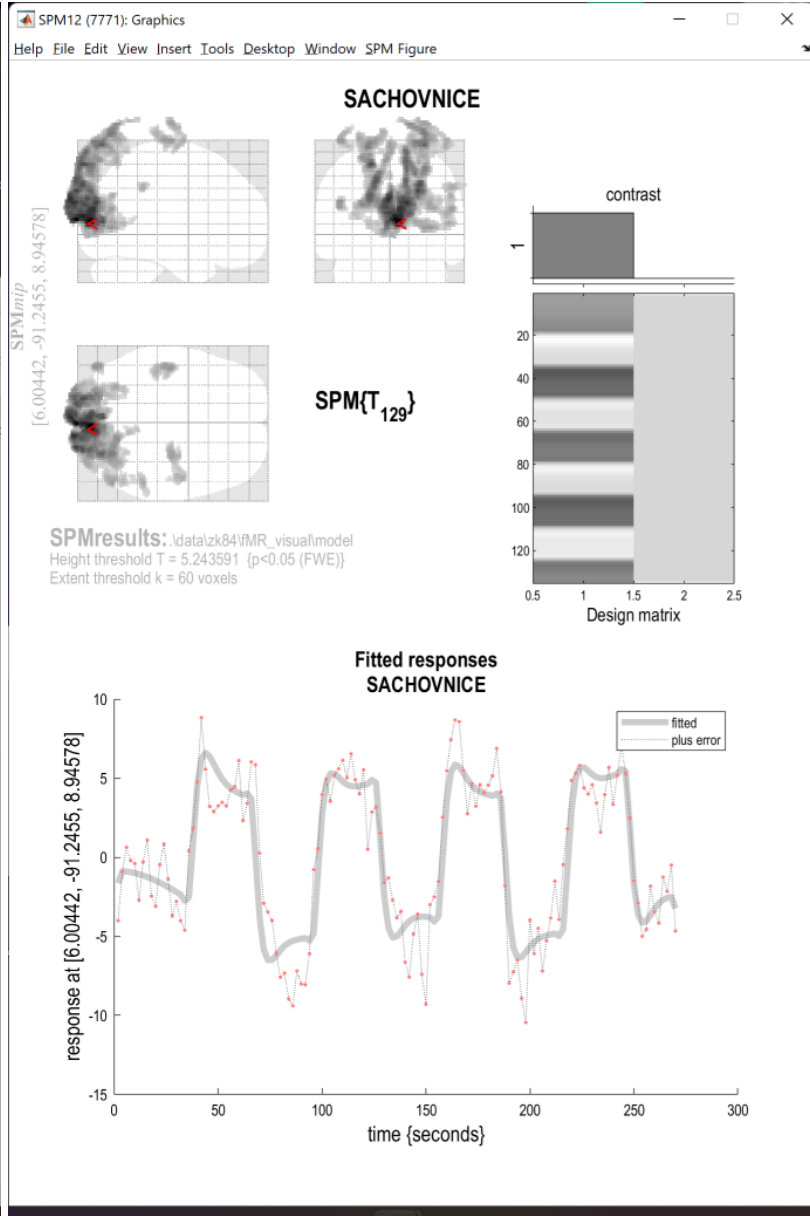 SPM12 (7771): Graphics
Help File Edit View Insert Tools Desktop Window SPM Figure
SACHOVNICE
SPMmip
[6.00442, -91.2455, 8.94578]
SPM{T129}
SPMresults: .\data\zk84\fMR_visual\model
Height threshold T = 5.243591 {p<0.05 (FWE)}
Extent threshold k = 60 voxels
contrast
1
20
40
60
80
100
120
0.5 1 1.5 2 2.5
Design matrix
Fitted responses
SACHOVNICE
fitted
plus error
10
5
0
-5
-10
-15
response at [6.00442, -91.2455, 8.94578]
0 50 100 150 200 250 300
time {seconds}